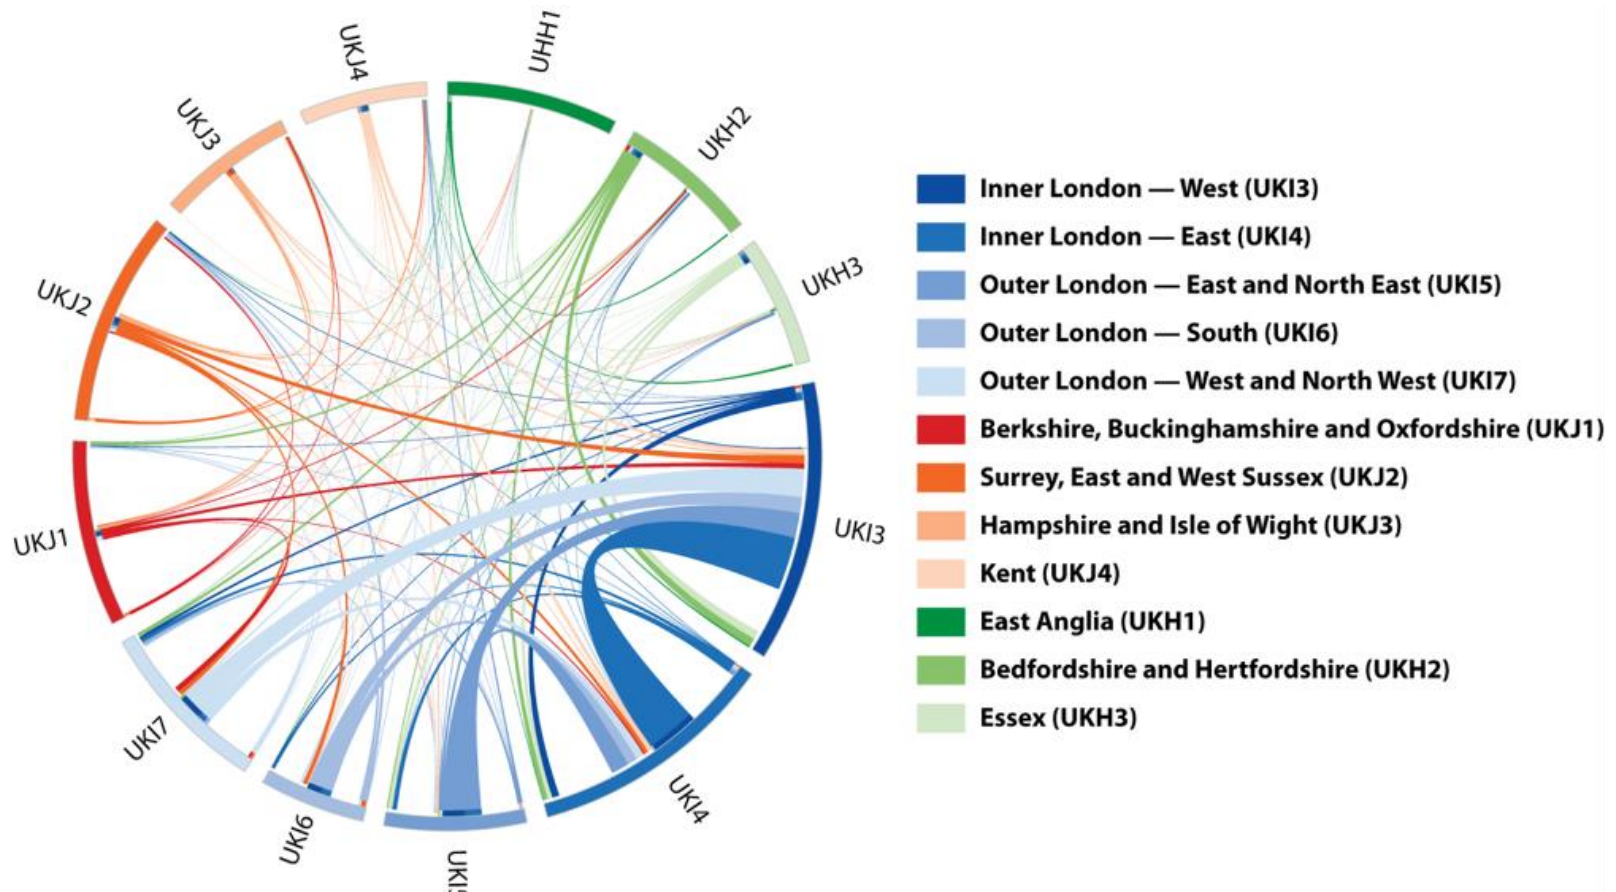 UKJ4
UHH1
UKJ3
UKH2
UKJ2
UKH3
UKJ1
UKI3
UKI7
UKI4
UKI6
Inner London — West (UKI3)
Inner London — East (UKI4)
Outer London — East and North East (UKI5)
Outer London — South (UKI6)
Outer London — West and North West (UKI7)
Berkshire, Buckinghamshire and Oxfordshire (UKJ1)
Surrey, East and West Sussex (UKJ2)
Hampshire and Isle of Wight (UKJ3)
Kent (UKJ4)
East Anglia (UKH1)
Bedfordshire and Hertfordshire (UKH2)
Essex (UKH3)